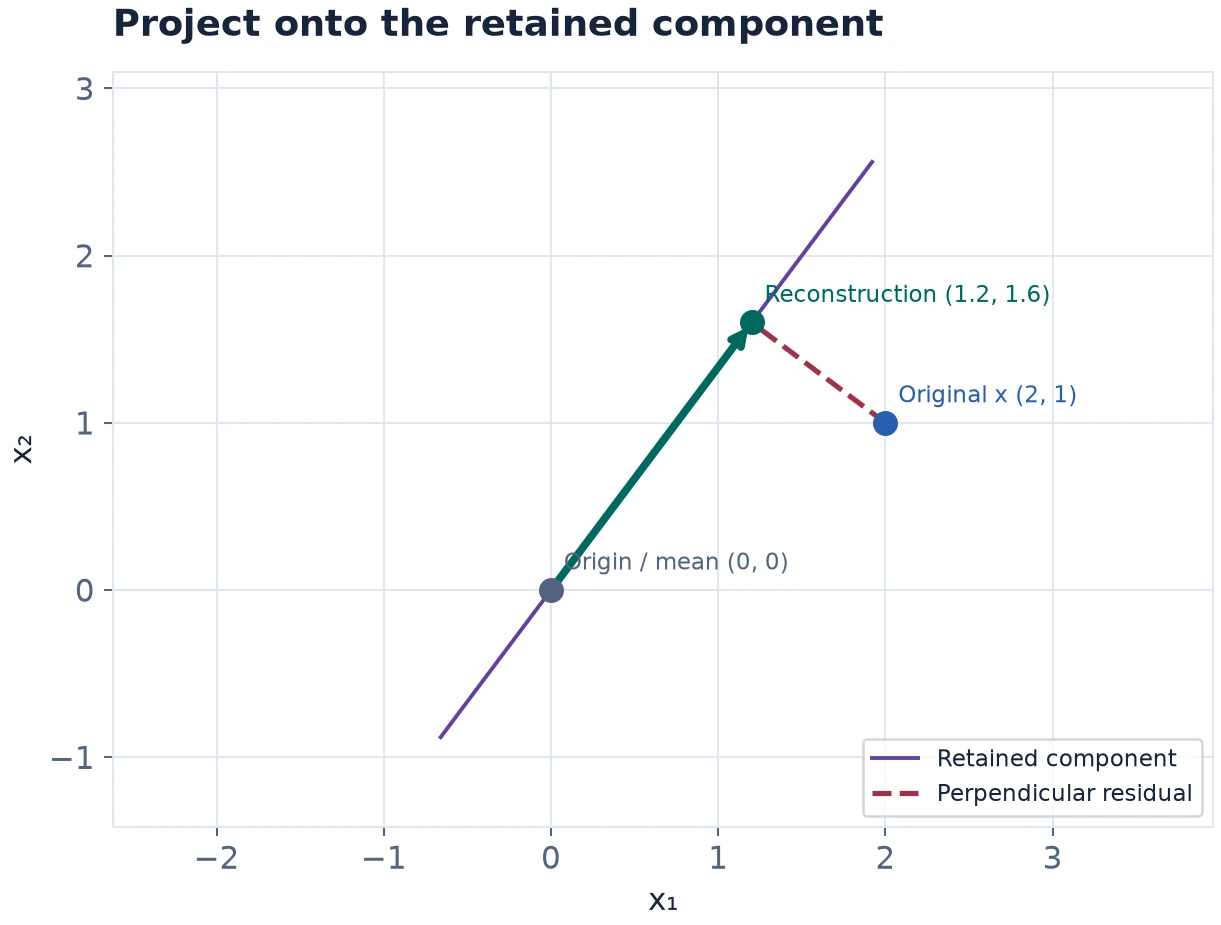 Project onto the retained component
3
2
1
0
−1
x₂
Reconstruction (1.2, 1.6)
Original x (2, 1)
Origin / mean (0, 0)
Retained component
Perpendicular residual
−2
−1
0
1
2
3
x₁